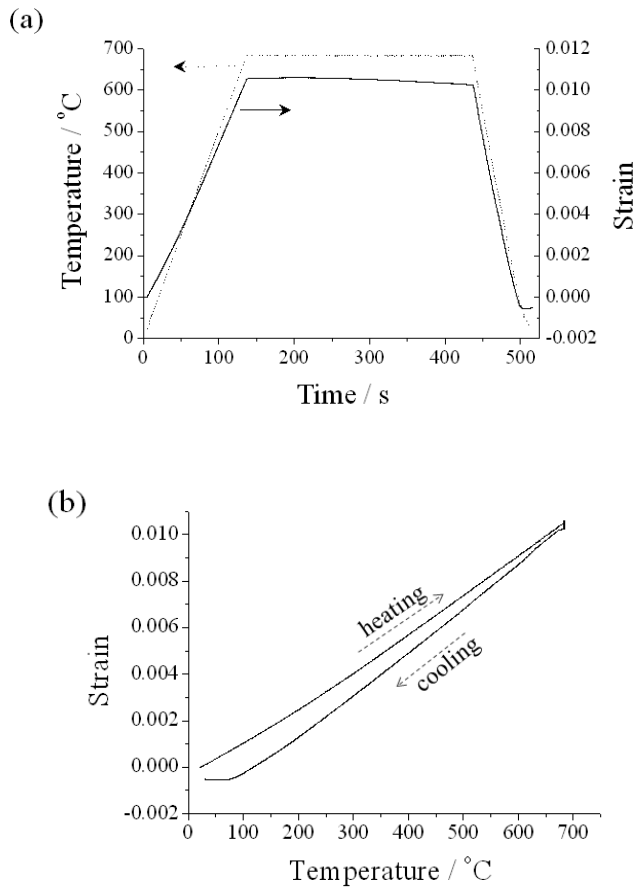 (a)
700
600
500
400
300
200
100
0
Temperature / °C
0.012
0.010
0.008
0.006
0.004
0.002
0.000
-0.002
Strain
0 100 200 300 400 500
Time / s
(b)
0.010
0.008
0.006
0.004
0.002
0.000
-0.002
Strain
heating
cooling
0 100 200 300 400 500 600 700
Temperature / °C